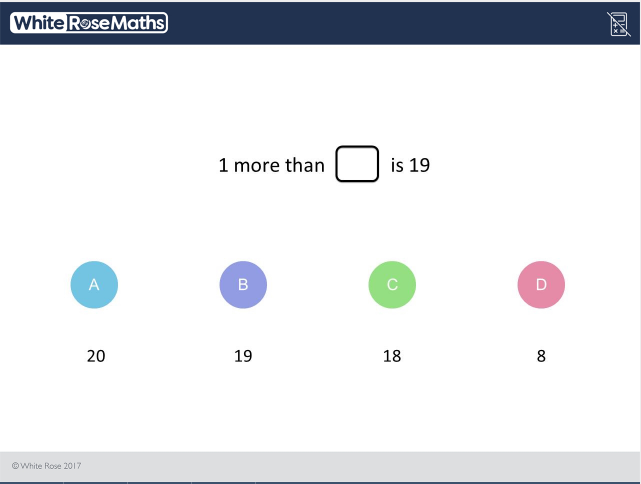 White Rose Maths
1 more than is 19
A B C D
20 19 18 8
© White Rose 2017